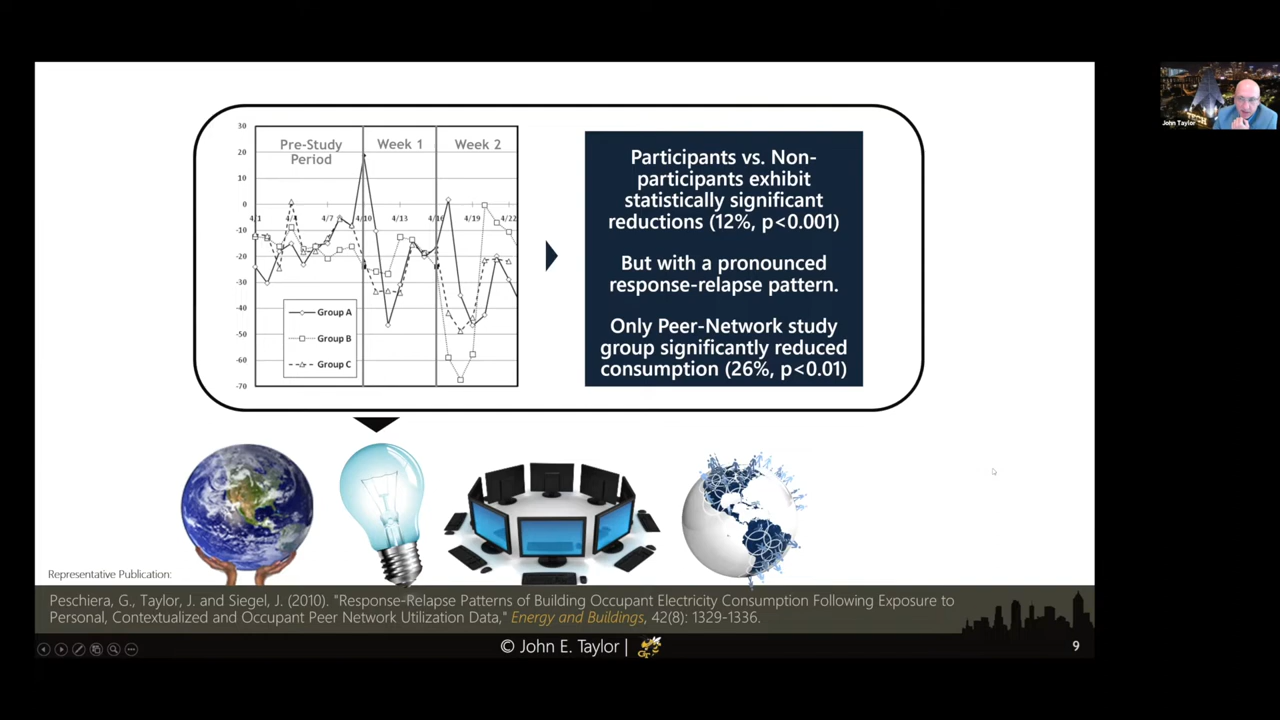 John Taylor
TECH
30
20
10
0
-10
-20
-30
-40
-50
-60
-70
Pre-Study
Period
Week 1
Week 2
4/1
4/4
4/7
4/10
4/13
4/16
4/19
4/22
Group A
Group B
Group C
Participants vs. Non-
participants exhibit
statistically significant
reductions (12%, p<0.001)
But with a pronounced
response-relapse pattern.
Only Peer-Network study
group significantly reduced
consumption (26%, p<0.01)
Representative Publication:
Peschiera, G., Taylor, J. and Siegel, J. (2010). "Response-Relapse Patterns of Building Occupant Electricity Consumption Following Exposure to
Personal, Contextualized and Occupant Peer Network Utilization Data," Energy and Buildings, 42(8): 1329-1336.
© John E. Taylor |
GT
9